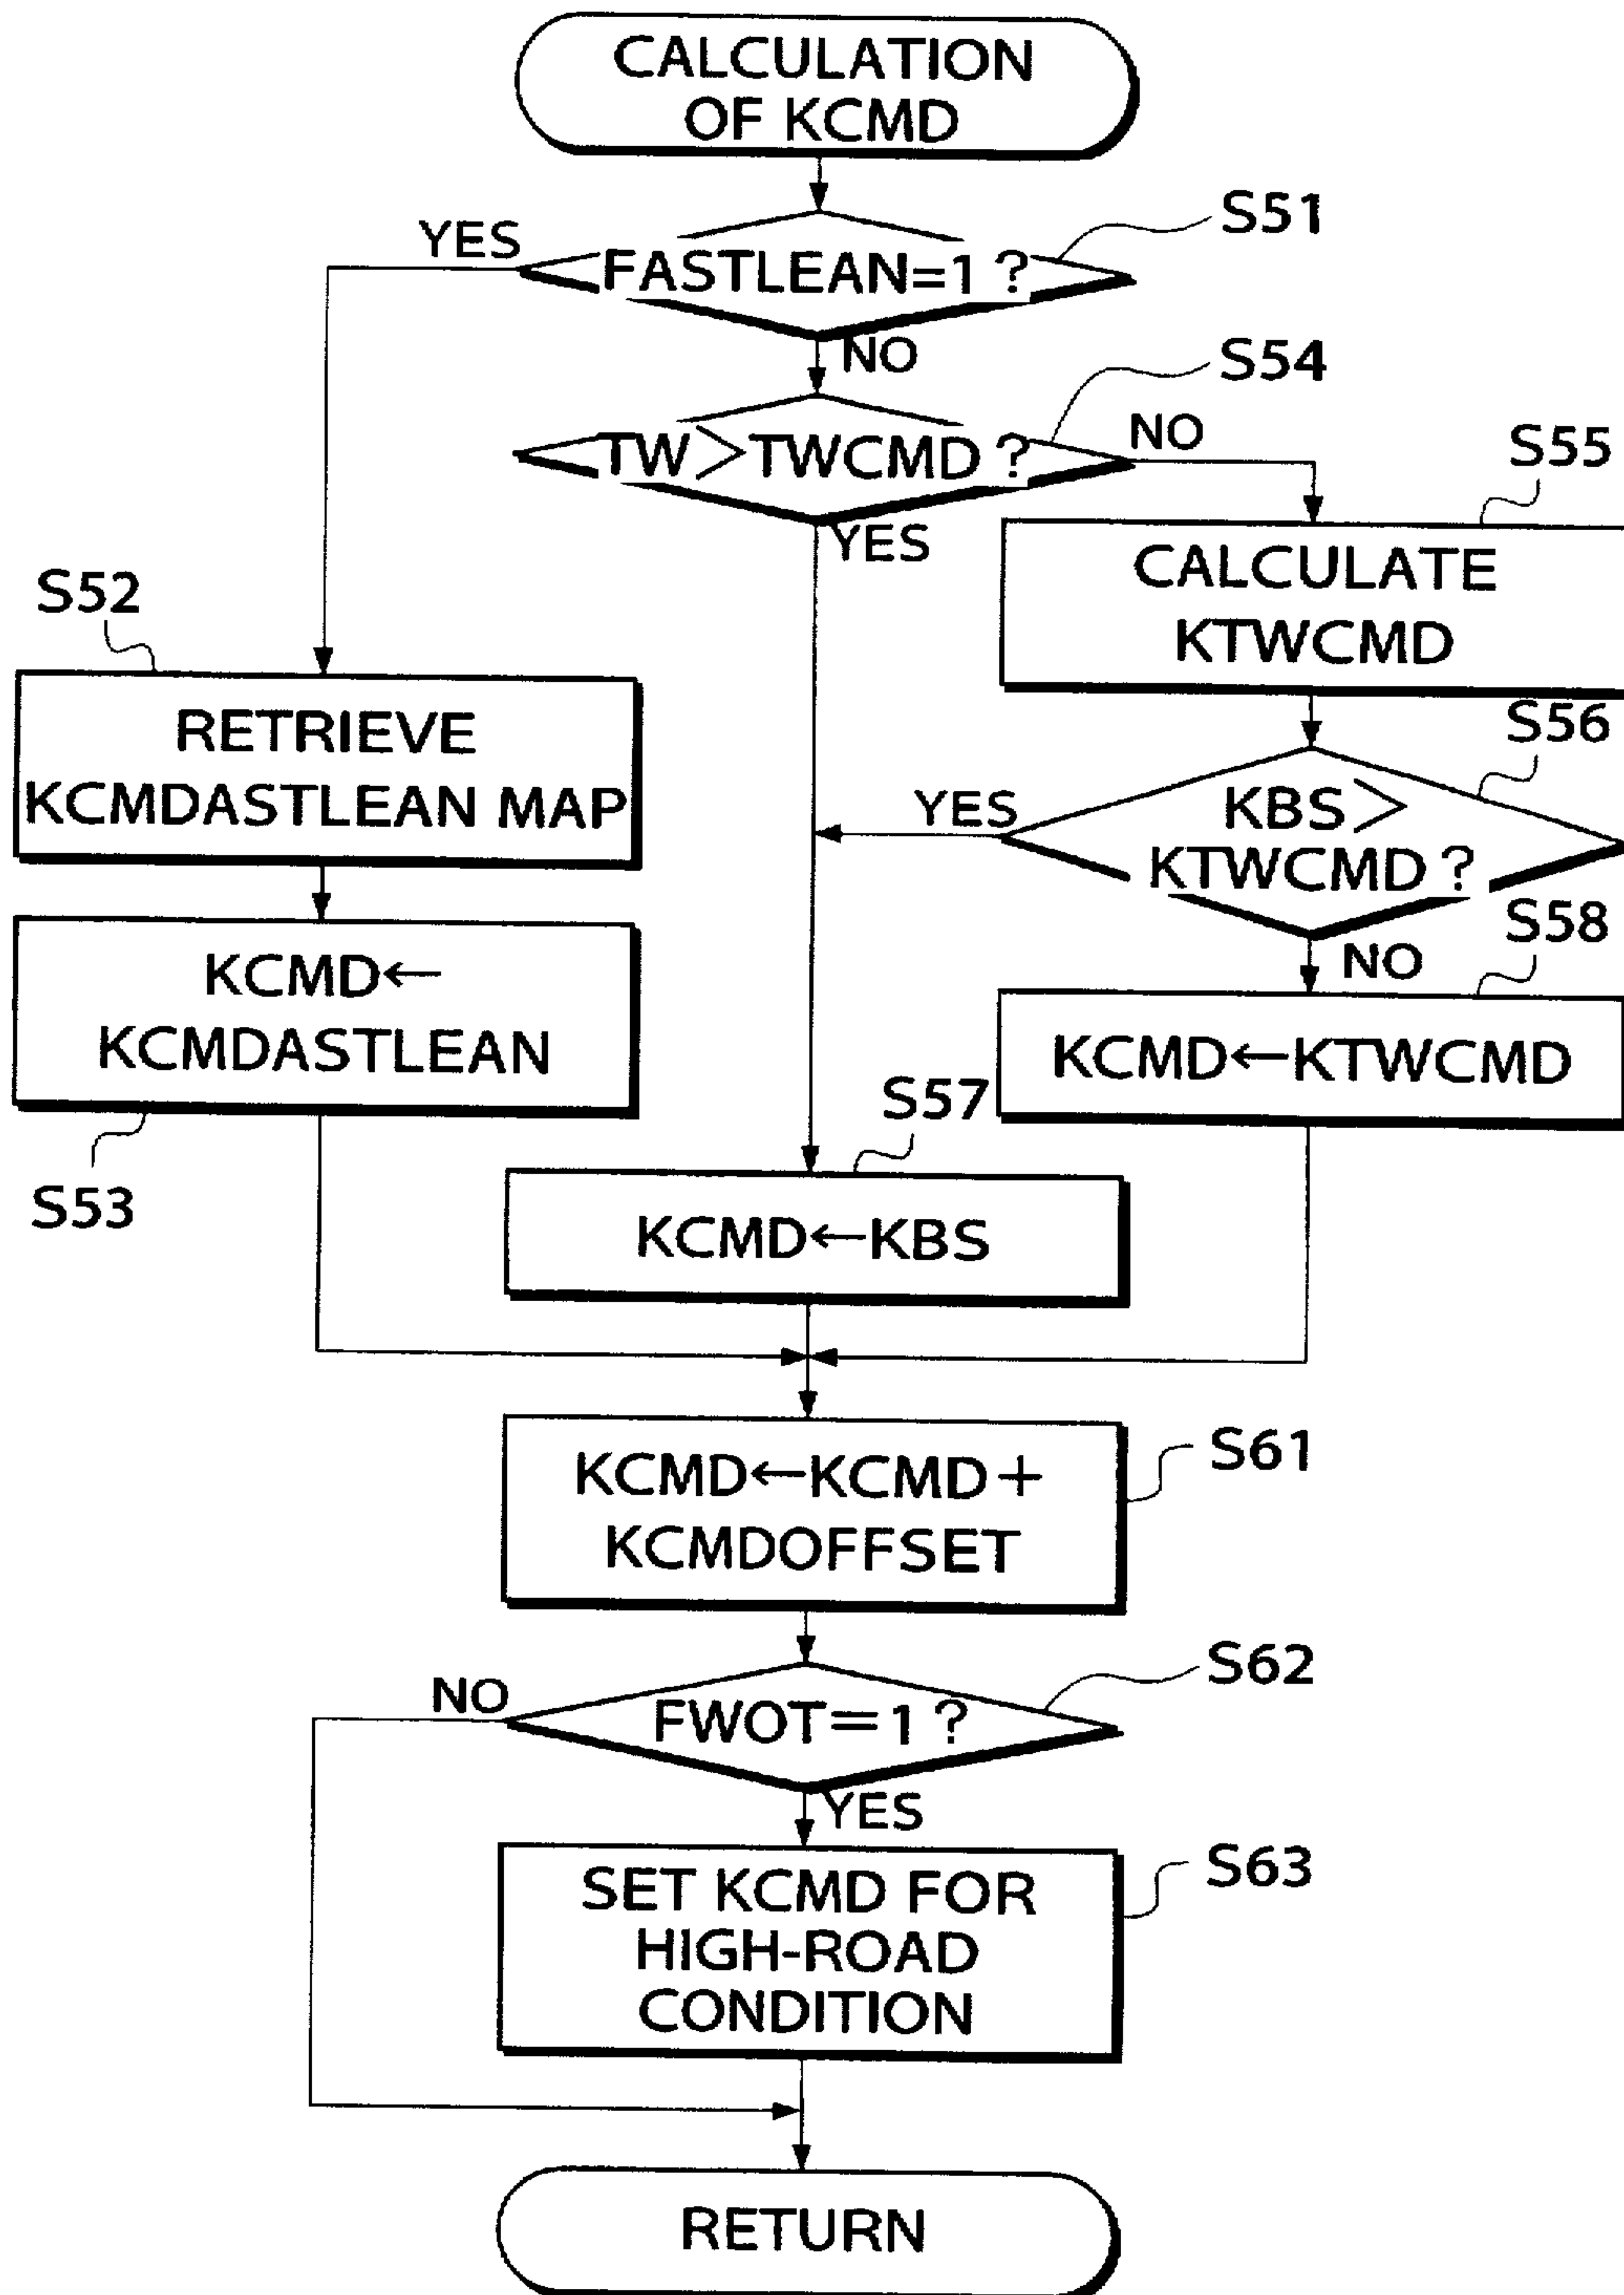 CALCULATION
OF KCMD
S51
YES
FASTLEAN=1?
NO
S54
TW>TWCMD?
NO
YES
S55
CALCULATE
KTWCMD
S52
RETRIEVE
KCMDASTLEAN MAP
S56
YES
KBS>
KTWCMD?
NO
S58
KCMD←
KCMDASTLEAN
S53
KCMD←KTWCMD
S57
KCMD←KBS
S61
KCMD←KCMD+
KCMDOFFSET
S62
NO
FWOT=1?
YES
S63
SET KCMD FOR
HIGH-ROAD
CONDITION
RETURN